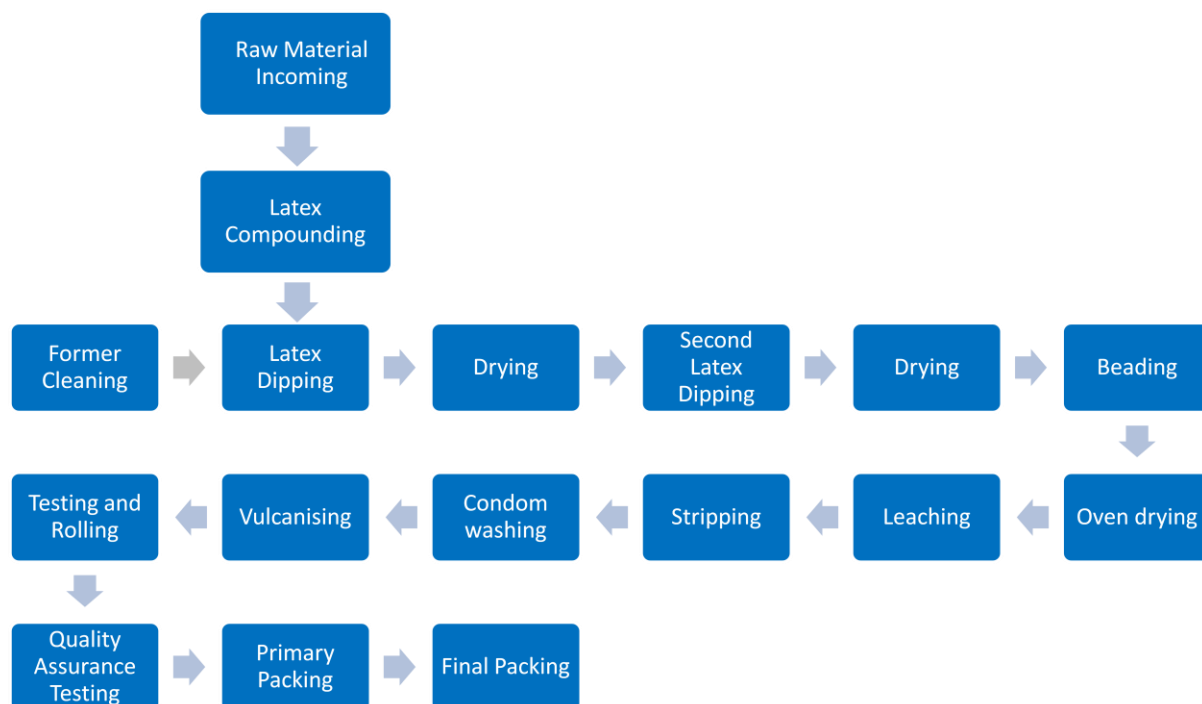 Raw Material
Incoming
Latex
Compounding
Former
Cleaning
Latex
Dipping
Drying
Second
Latex
Dipping
Drying
Beading
Oven drying
Leaching
Stripping
Condom
washing
Vulcanising
Testing and
Rolling
Quality
Assurance
Testing
Primary
Packing
Final Packing